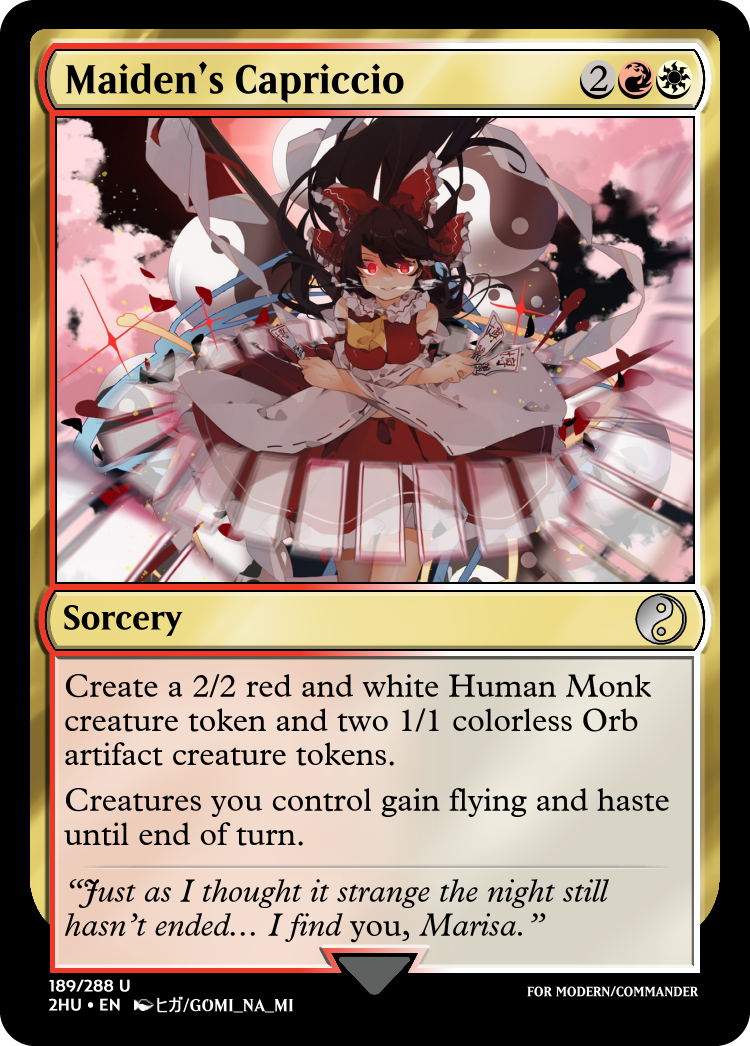 Maiden's Capriccio 2
Sorcery
Create a 2/2 red and white Human Monk
creature token and two 1/1 colorless Orb
artifact creature tokens.
Creatures you control gain flying and haste
until end of turn.
“Just as I thought it strange the night still
hasn't ended... I find you, Marisa.”
189/288 U
2HU • EN ヒガ/GOMI_NA_MI
FOR MODERN/COMMANDER